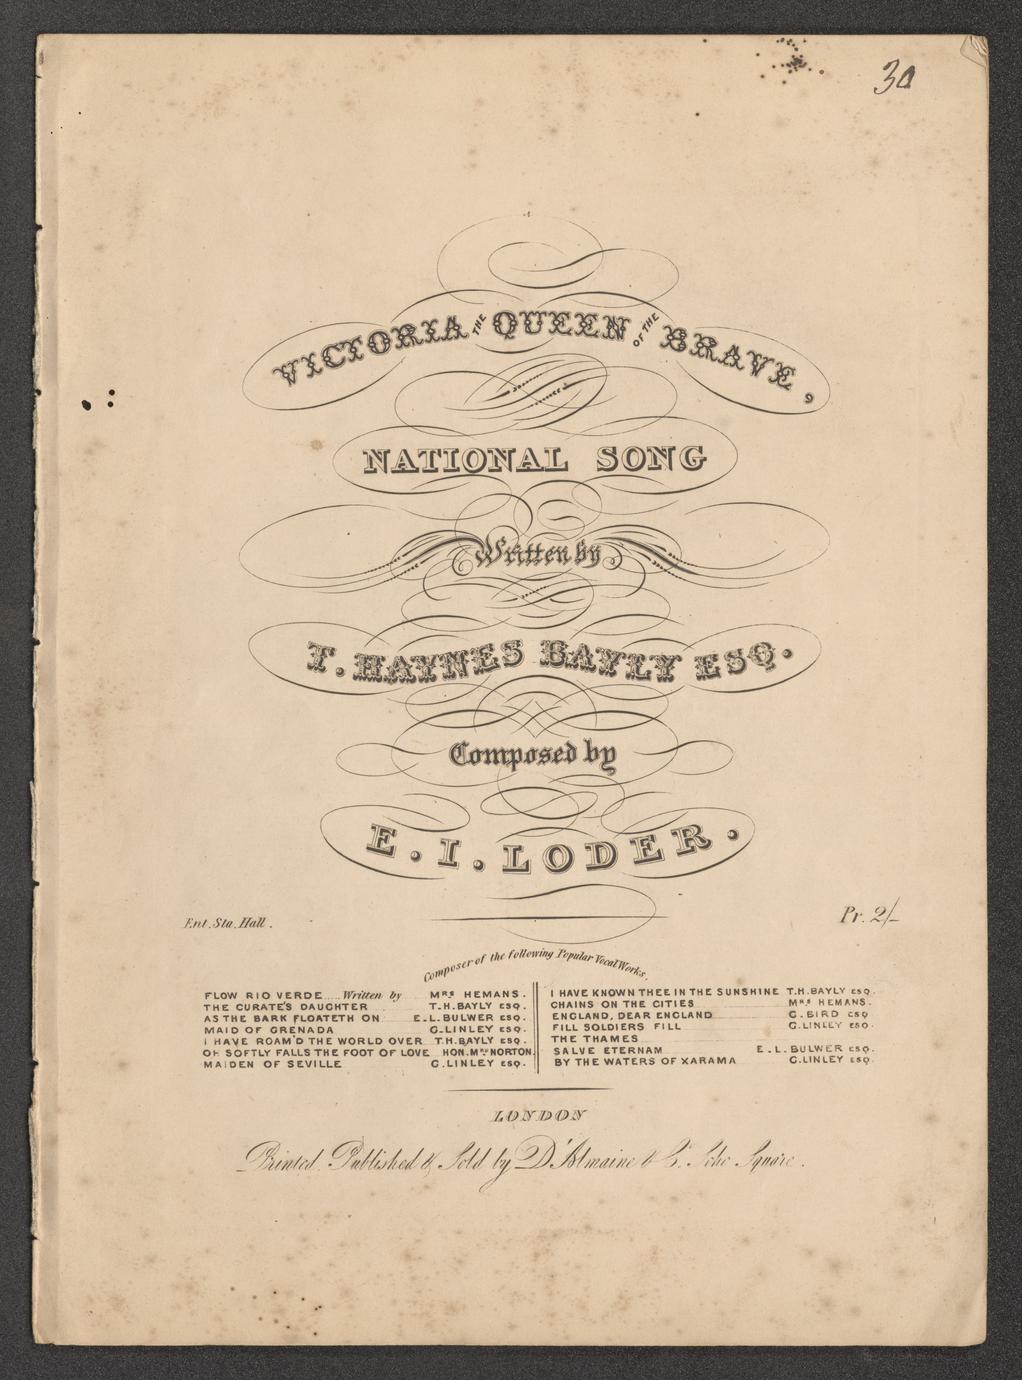 30
VICTORIA THE QUEEN OF THE BRAVE,
NATIONAL SONG
Written by
T. HAYNES BAYLY ESQ.
Composed by
E. I. LODER.
Ent. Sta. Hall.
Pr. 2/-
Composer of the following Popular Vocal Works.
FLOW RIO VERDE Written by MRS HEMANS.
THE CURATE'S DAUGHTER T.H. BAYLY ESQ.
AS THE BARK FLOATETH ON E.L. BULWER ESQ.
MAID OF GRENADA G. LINLEY ESQ.
I HAVE ROAM'D THE WORLD OVER T.H. BAYLY ESQ.
OH SOFTLY FALLS THE FOOT OF LOVE HON. MRS NORTON.
MAIDEN OF SEVILLE G. LINLEY ESQ.
I HAVE KNOWN THEE IN THE SUNSHINE T.H. BAYLY ESQ.
CHAINS ON THE CITIES MRS HEMANS.
ENGLAND, DEAR ENGLAND G. BIRD ESQ
FILL SOLDIERS FILL G. LINLEY ESQ.
THE THAMES
SALVE ETERNAM E. L. BULWER ESQ.
BY THE WATERS OF XARAMA G. LINLEY ESQ.
LONDON
Printed, Published & Sold by D'Almaine & Co. Soho Square.